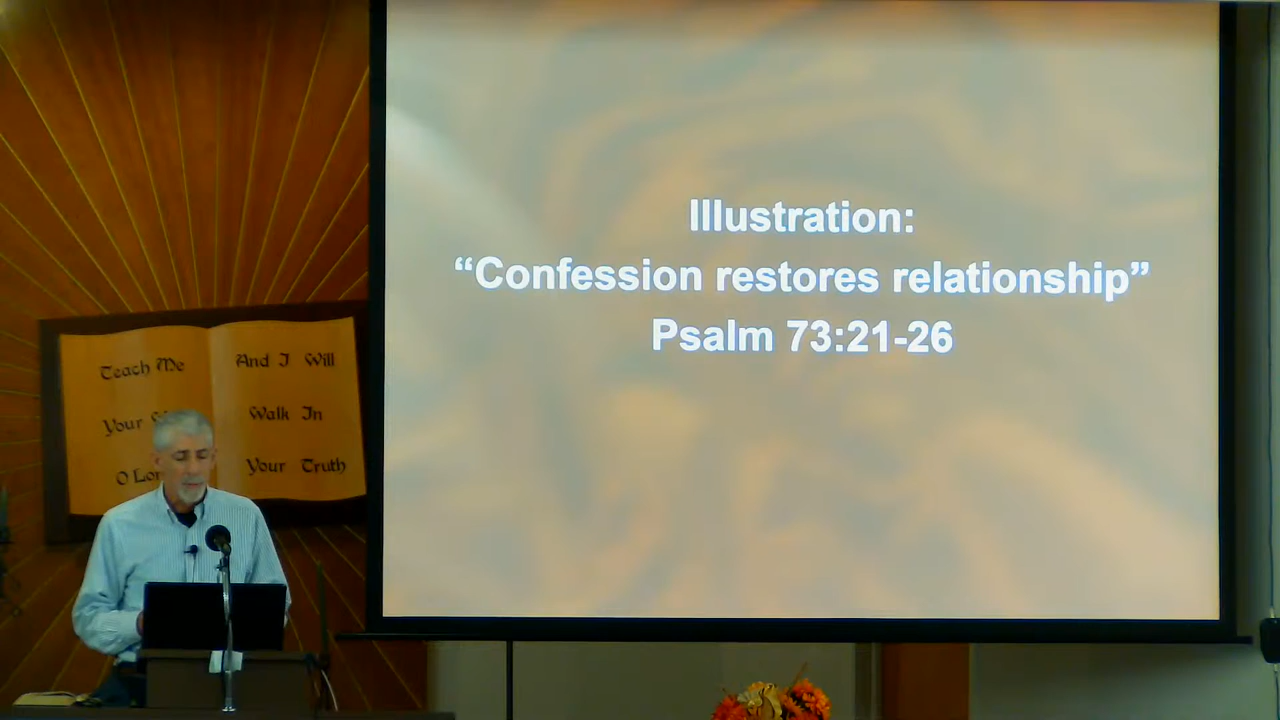 Illustration:
“Confession restores relationship”
Psalm 73:21-26
Teach Me
Your
O Lor
And I Will
Walk In
Your Truth